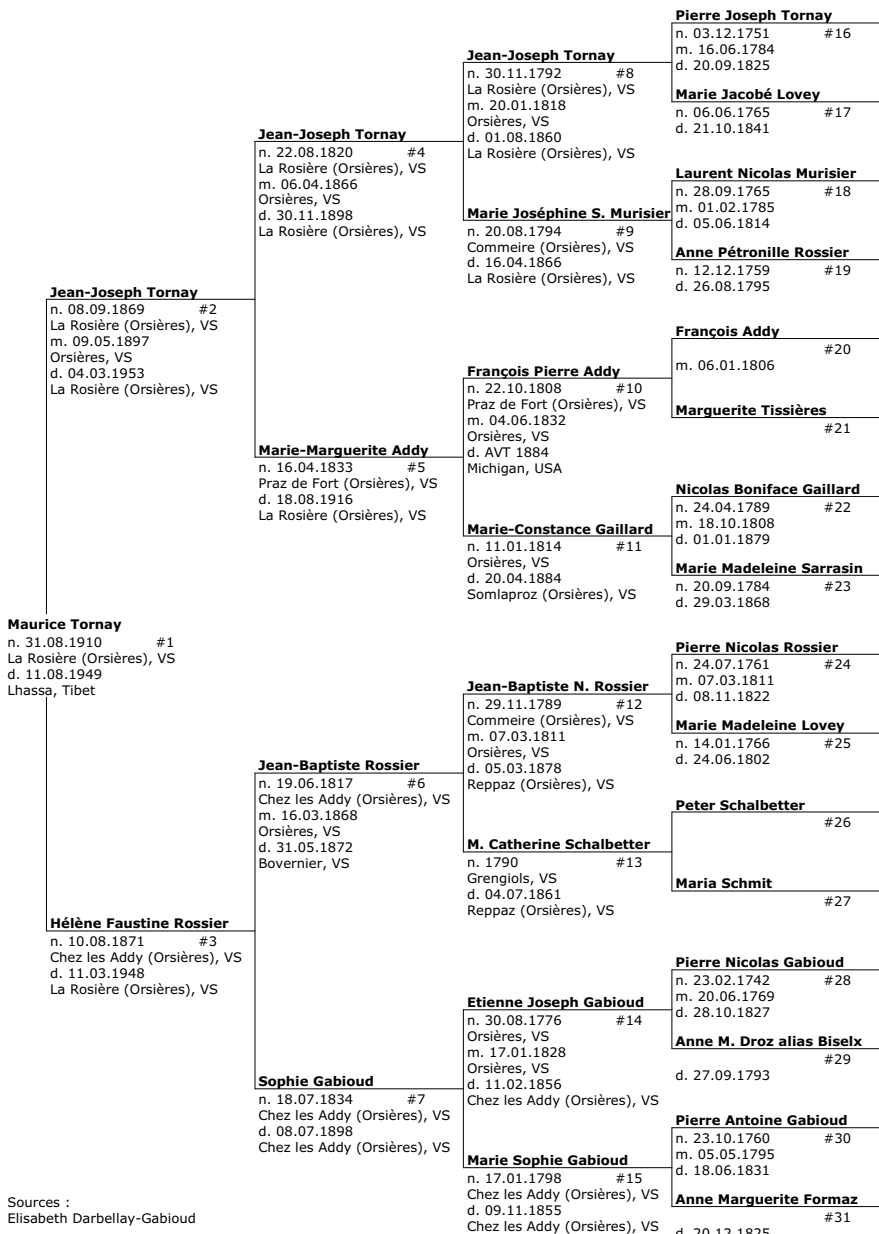 Maurice Tornay
n. 31.08.1910 #1
La Rosière (Orsières), VS
d. 11.08.1949
Lhassa, Tibet
Jean-Joseph Tornay
n. 08.09.1869 #2
La Rosière (Orsières), VS
m. 09.05.1897
Orsières, VS
d. 04.03.1953
La Rosière (Orsières), VS
Hélène Faustine Rossier
n. 10.08.1871 #3
Chez les Addy (Orsières), VS
d. 11.03.1948
La Rosière (Orsières), VS
Jean-Joseph Tornay
n. 22.08.1820 #4
La Rosière (Orsières), VS
m. 06.04.1866
Orsières, VS
d. 30.11.1898
La Rosière (Orsières), VS
Marie-Marguerite Addy
n. 16.04.1833 #5
Praz de Fort (Orsières), VS
d. 18.08.1916
La Rosière (Orsières), VS
Jean-Baptiste Rossier
n. 19.06.1817 #6
Chez les Addy (Orsières), VS
m. 16.03.1868
Orsières, VS
d. 31.05.1872
Bovernier, VS
Sophie Gabioud
n. 18.07.1834 #7
Chez les Addy (Orsières), VS
d. 08.07.1898
Chez les Addy (Orsières), VS
Jean-Joseph Tornay
n. 30.11.1792 #8
La Rosière (Orsières), VS
m. 20.01.1818
Orsières, VS
d. 01.08.1860
La Rosière (Orsières), VS
Marie Joséphine S. Murisier
n. 20.08.1794 #9
Commeire (Orsières), VS
d. 16.04.1866
La Rosière (Orsières), VS
François Pierre Addy
n. 22.10.1808 #10
Praz de Fort (Orsières), VS
m. 04.06.1832
Orsières, VS
d. AVT 1884
Michigan, USA
Marie-Constance Gaillard
n. 11.01.1814 #11
Orsières, VS
d. 20.04.1884
Somlaproz (Orsières), VS
Jean-Baptiste N. Rossier
n. 29.11.1789 #12
Commeire (Orsières), VS
m. 07.03.1811
Orsières, VS
d. 05.03.1878
Reppaz (Orsières), VS
M. Catherine Schalbetter
n. 1790 #13
Grengiols, VS
d. 04.07.1861
Reppaz (Orsières), VS
Etienne Joseph Gabioud
n. 30.08.1776 #14
Orsières, VS
m. 17.01.1828
Orsières, VS
d. 11.02.1856
Chez les Addy (Orsières), VS
Marie Sophie Gabioud
n. 17.01.1798 #15
Chez les Addy (Orsières), VS
d. 09.11.1855
Chez les Addy (Orsières), VS
Pierre Joseph Tornay
n. 03.12.1751 #16
m. 16.06.1784
d. 20.09.1825
Marie Jacobé Lovey
n. 06.06.1765 #17
d. 21.10.1841
Laurent Nicolas Murisier
n. 28.09.1765 #18
m. 01.02.1785
d. 05.06.1814
Anne Pétronille Rossier
n. 12.12.1759 #19
d. 26.08.1795
François Addy
#20
m. 06.01.1806
Marguerite Tissières
#21
Nicolas Boniface Gaillard
n. 24.04.1789 #22
m. 18.10.1808
d. 01.01.1879
Marie Madeleine Sarrasin
n. 20.09.1784 #23
d. 29.03.1868
Pierre Nicolas Rossier
n. 24.07.1761 #24
m. 07.03.1811
d. 08.11.1822
Marie Madeleine Lovey
n. 14.01.1766 #25
d. 24.06.1802
Peter Schalbetter
#26
Maria Schmit
#27
Pierre Nicolas Gabioud
n. 23.02.1742 #28
m. 20.06.1769
d. 28.10.1827
Anne M. Droz alias Biselx
#29
d. 27.09.1793
Pierre Antoine Gabioud
n. 23.10.1760 #30
m. 05.05.1795
d. 18.06.1831
Anne Marguerite Formaz
#31
d. 20.12.1825
Sources :
Elisabeth Darbellay-Gabioud